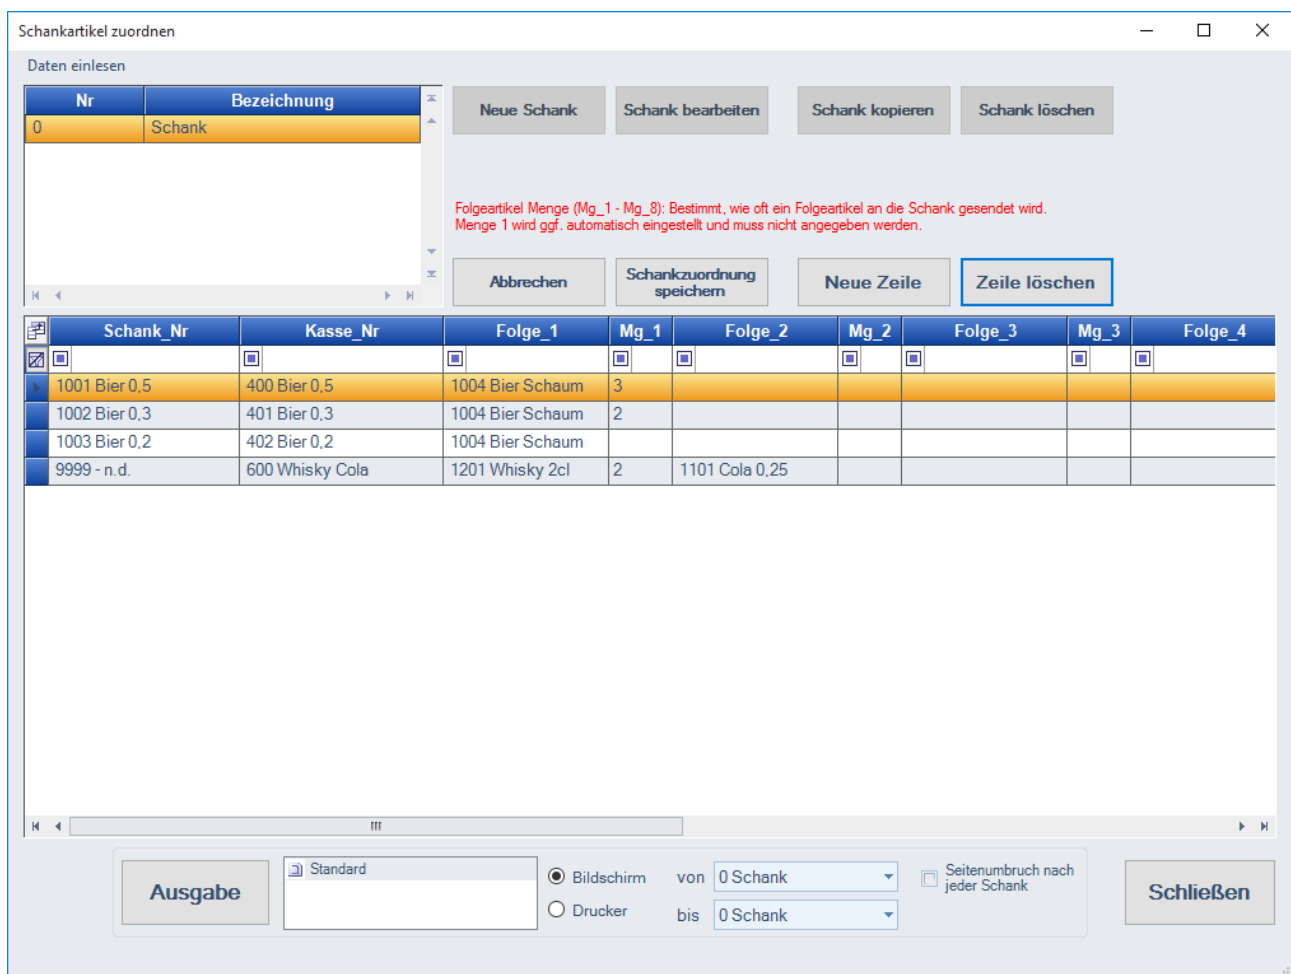 Schankartikel zuordnen
Daten einlesen
Nr Bezeichnung
0 Schank
Neue Schank Schank bearbeiten Schank kopieren Schank löschen
Folgeartikel Menge (Mg_1 - Mg_8): Bestimmt, wie oft ein Folgeartikel an die Schank gesendet wird.
Menge 1 wird ggf. automatisch eingestellt und muss nicht angegeben werden.
Abbrechen Schankzuordnung speichern Neue Zeile Zeile löschen
Schank_Nr Kasse_Nr Folge_1 Mg_1 Folge_2 Mg_2 Folge_3 Mg_3 Folge_4
1001 Bier 0,5 400 Bier 0,5 1004 Bier Schaum 3
1002 Bier 0,3 401 Bier 0,3 1004 Bier Schaum 2
1003 Bier 0,2 402 Bier 0,2 1004 Bier Schaum
9999 - n.d. 600 Whisky Cola 1201 Whisky 2cl 2 1101 Cola 0,25
Ausgabe
Standard
Bildschirm von 0 Schank
Drucker bis 0 Schank
Seitenumbruch nach
jeder Schank
Schließen